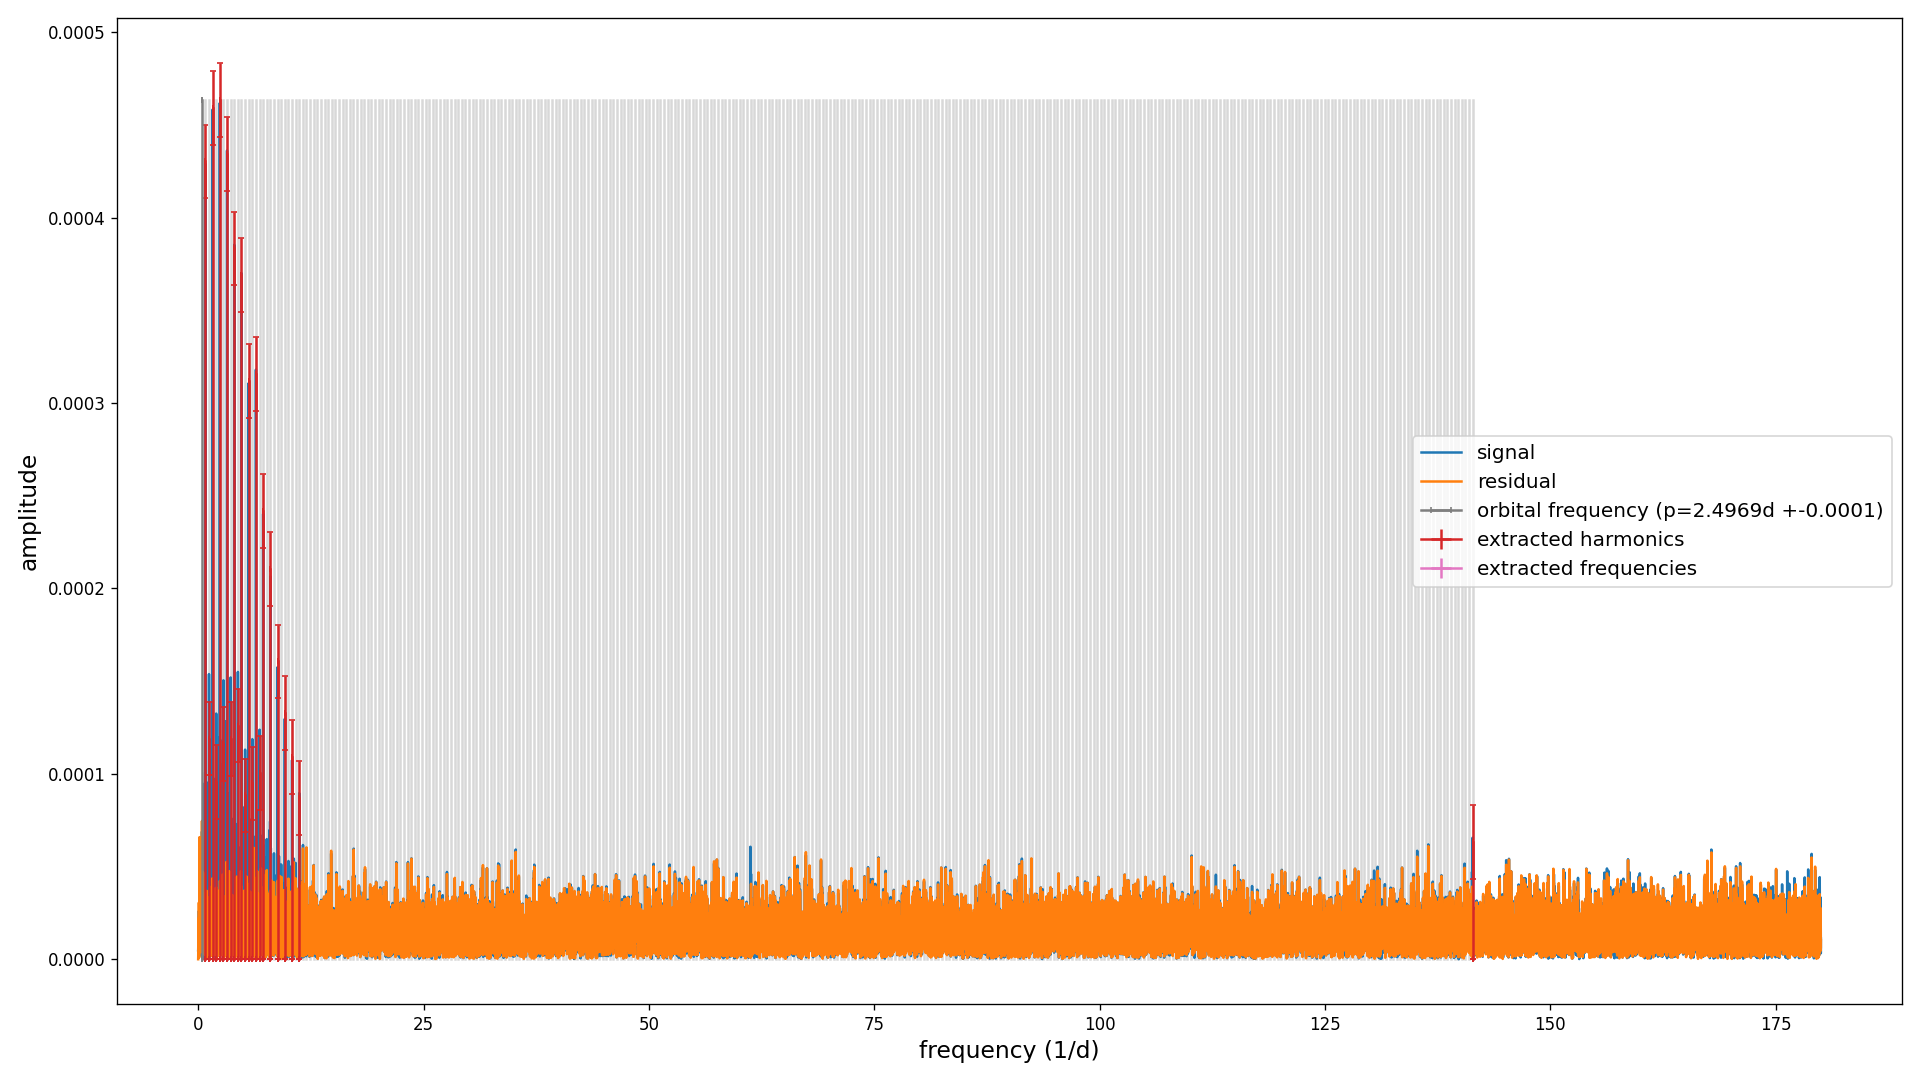 0.0005
0.0004
0.0003
0.0002
0.0001
0.0000
amplitude
signal
residual
orbital frequency (p=2.4969d +-0.0001)
extracted harmonics
extracted frequencies
0 25 50 75 100 125 150 175
frequency (1/d)